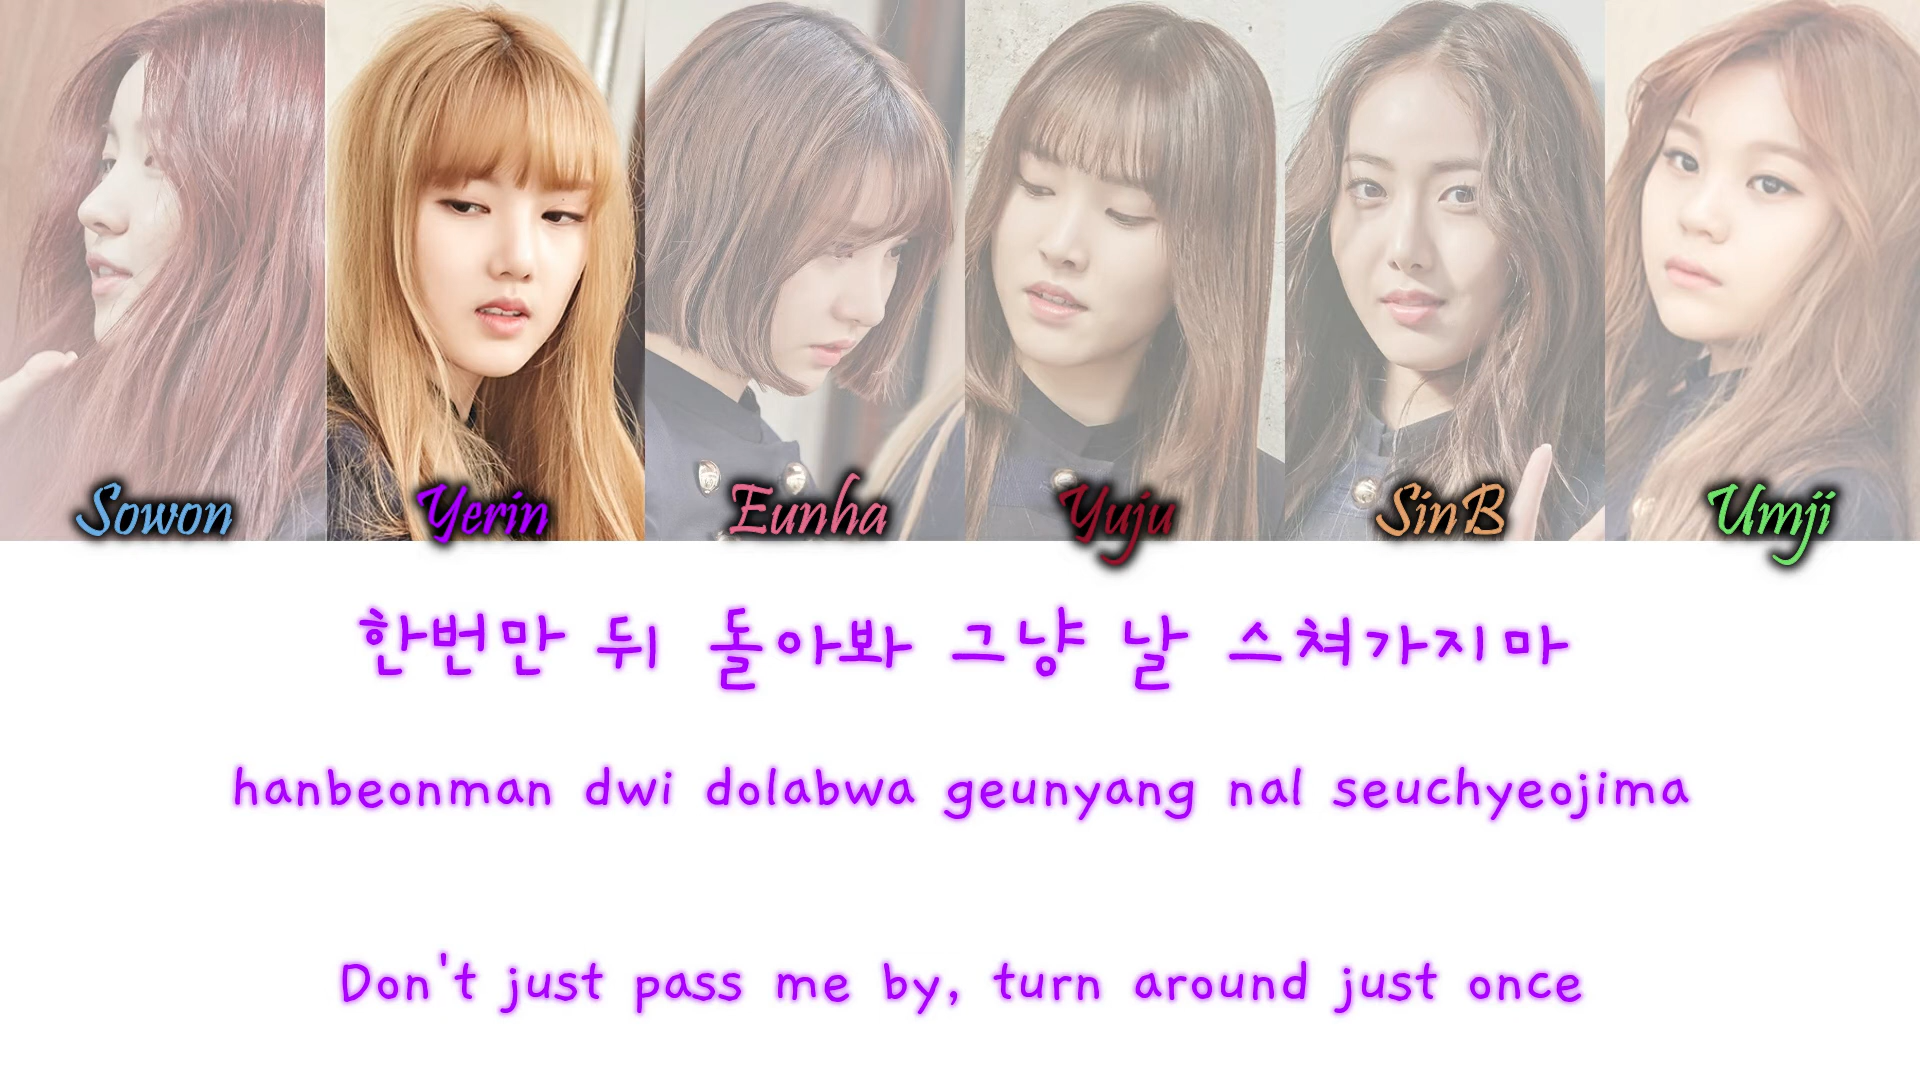 Sowon Yerin Eunha Yuju SinB Umji
한번만 뒤 돌아봐 그냥 날 스쳐가지마
hanbeonman dwi dolabwa geunyang nal seuchyeojima
Don't just pass me by, turn around just once